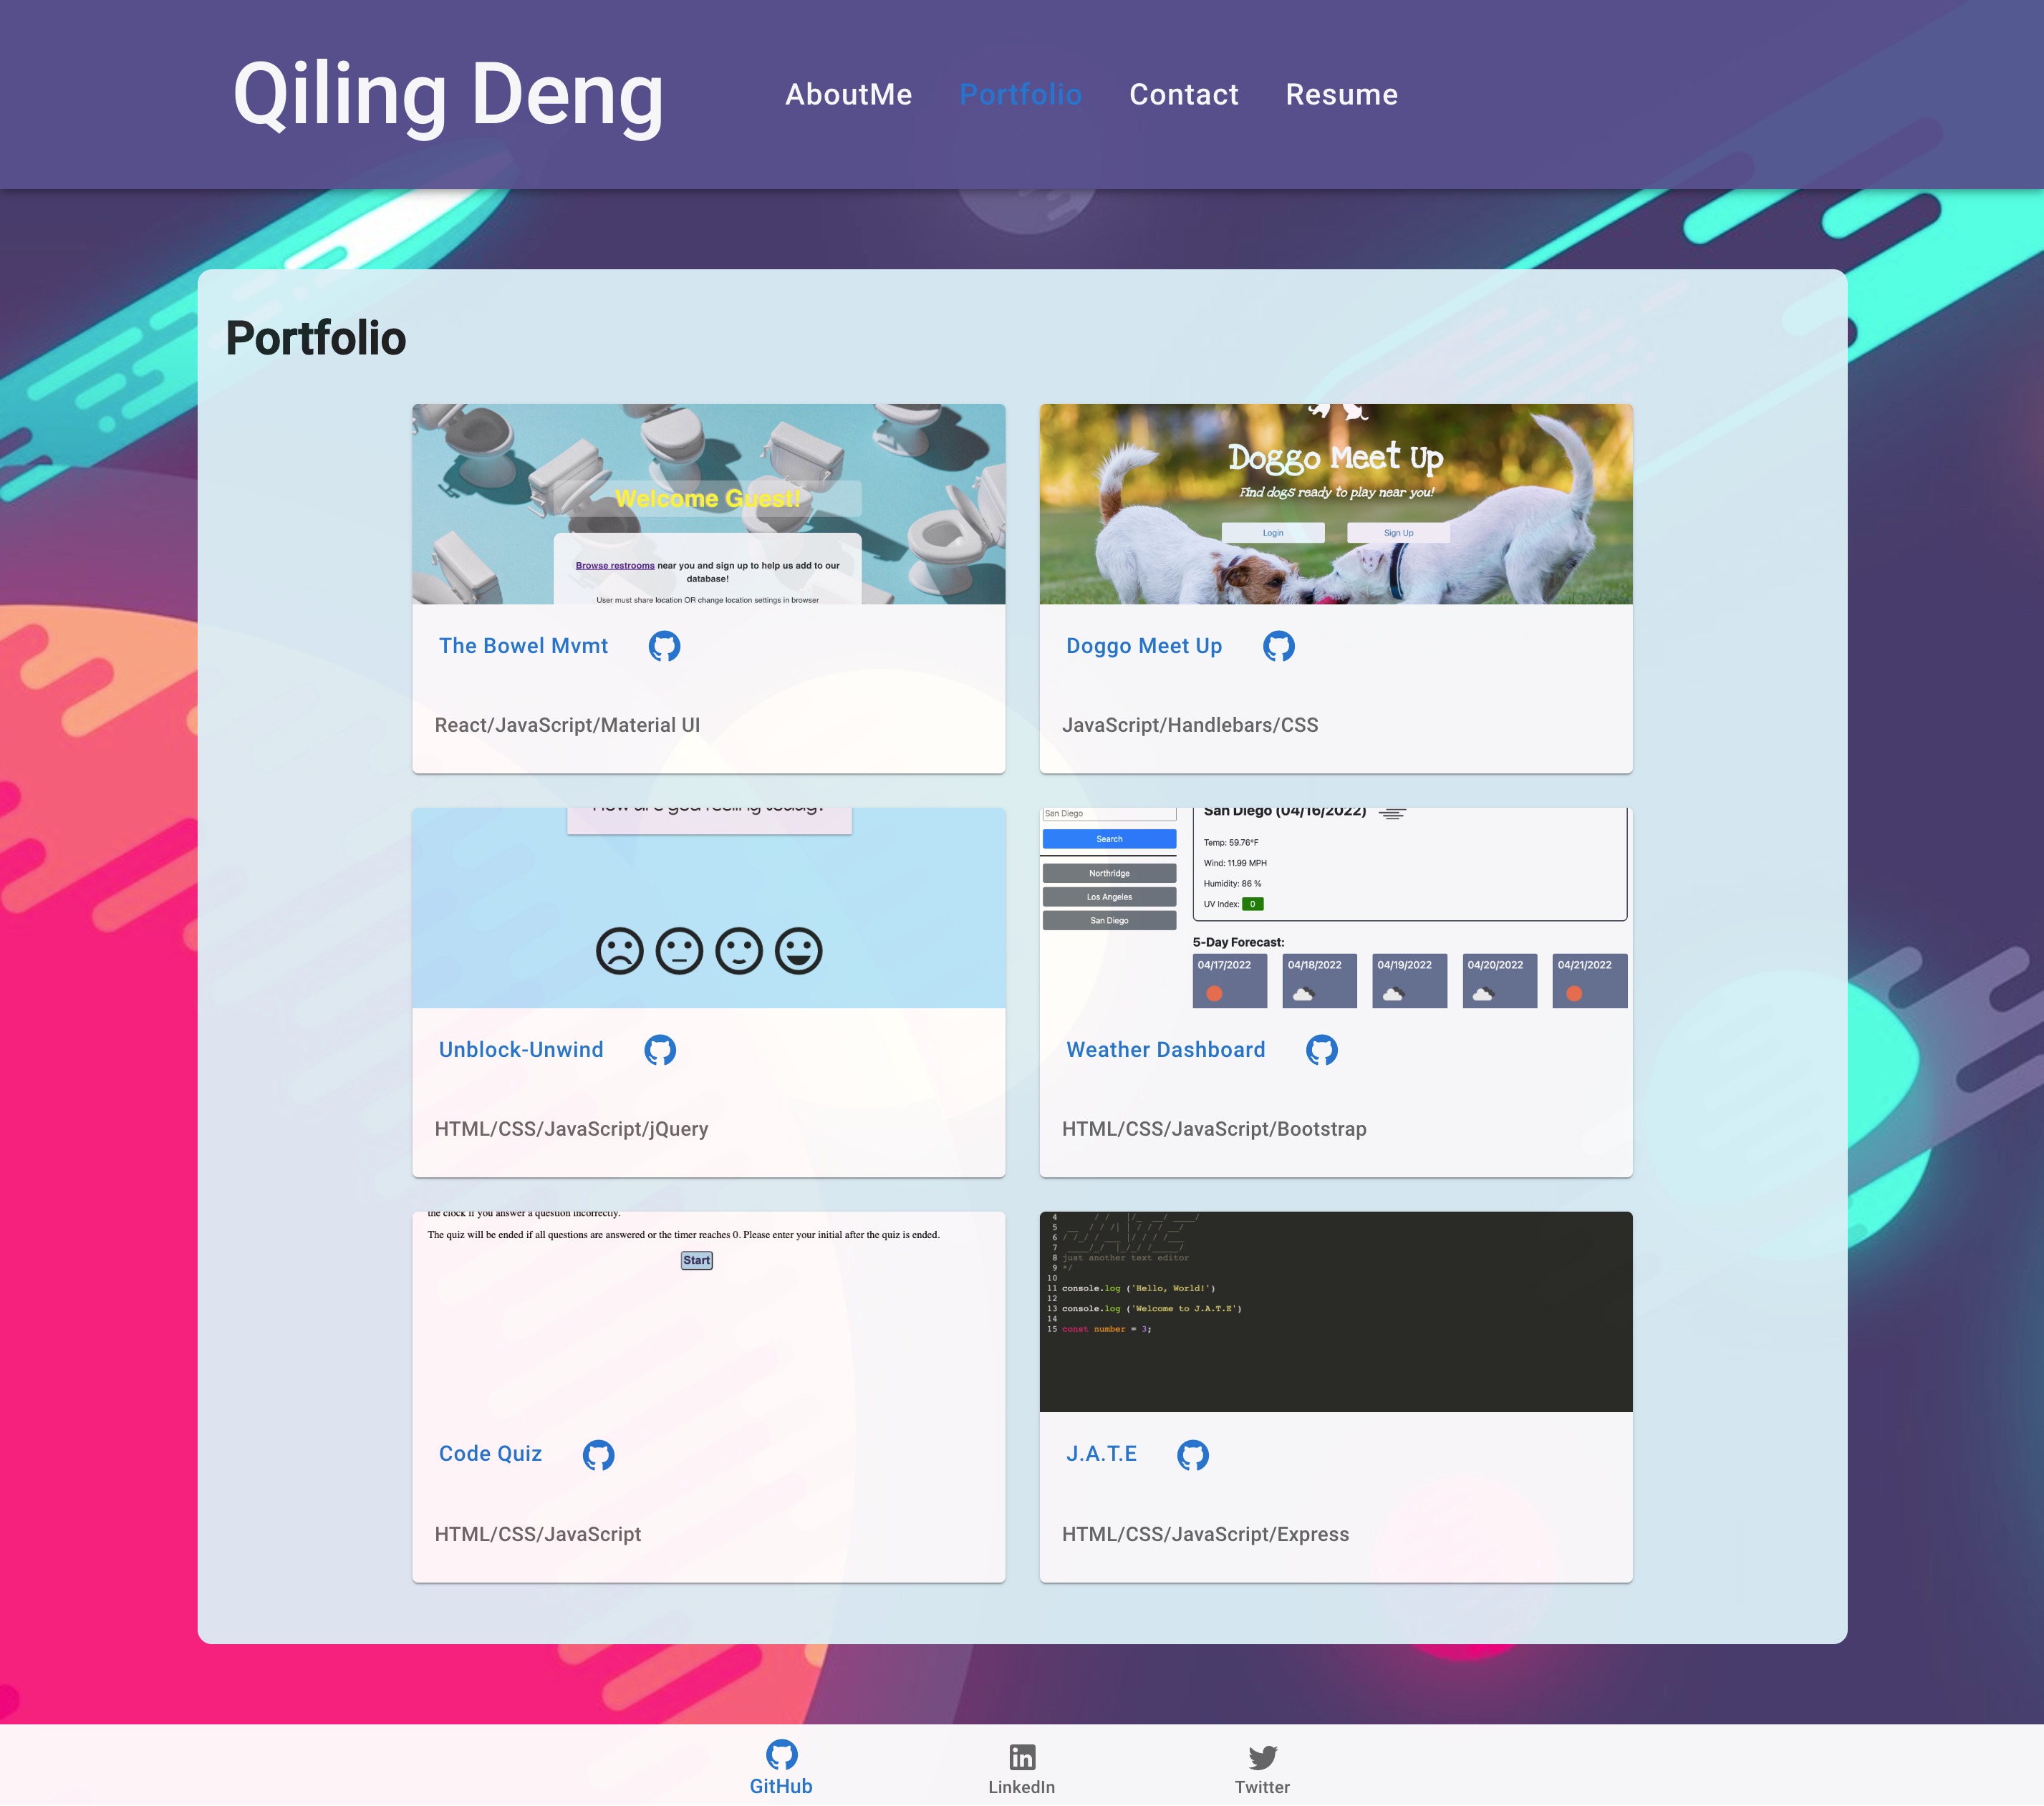 Qiling Deng
AboutMe
Portfolio
Contact
Resume
Portfolio
Welcome Guest!
Browse restrooms near you and sign up to help us add to our
database!
User must share location OR change location settings in browser
The Bowel Mvmt
React/JavaScript/Material UI
Doggo Meet Up
Find dogs ready to play near you!
Login
Sign Up
Doggo Meet Up
JavaScript/Handlebars/CSS
How are you feeling today?
Unblock-Unwind
HTML/CSS/JavaScript/jQuery
San Diego
Search
Northridge
Los Angeles
San Diego
San Diego (04/16/2022)
Temp: 59.76°F
Wind: 11.99 MPH
Humidity: 86 %
UV Index: 0
5-Day Forecast:
04/17/2022
04/18/2022
04/19/2022
04/20/2022
04/21/2022
Weather Dashboard
HTML/CSS/JavaScript/Bootstrap
the clock if you answer a question incorrectly.
The quiz will be ended if all questions are answered or the timer reaches 0. Please enter your initial after the quiz is ended.
Start
Code Quiz
HTML/CSS/JavaScript
4
5
6
7
8 just another text editor
9 */
10
11 console.log ('Hello, World!')
12
13 console.log ('Welcome to J.A.T.E')
14
15 const number = 3;
J.A.T.E
HTML/CSS/JavaScript/Express
GitHub
LinkedIn
Twitter